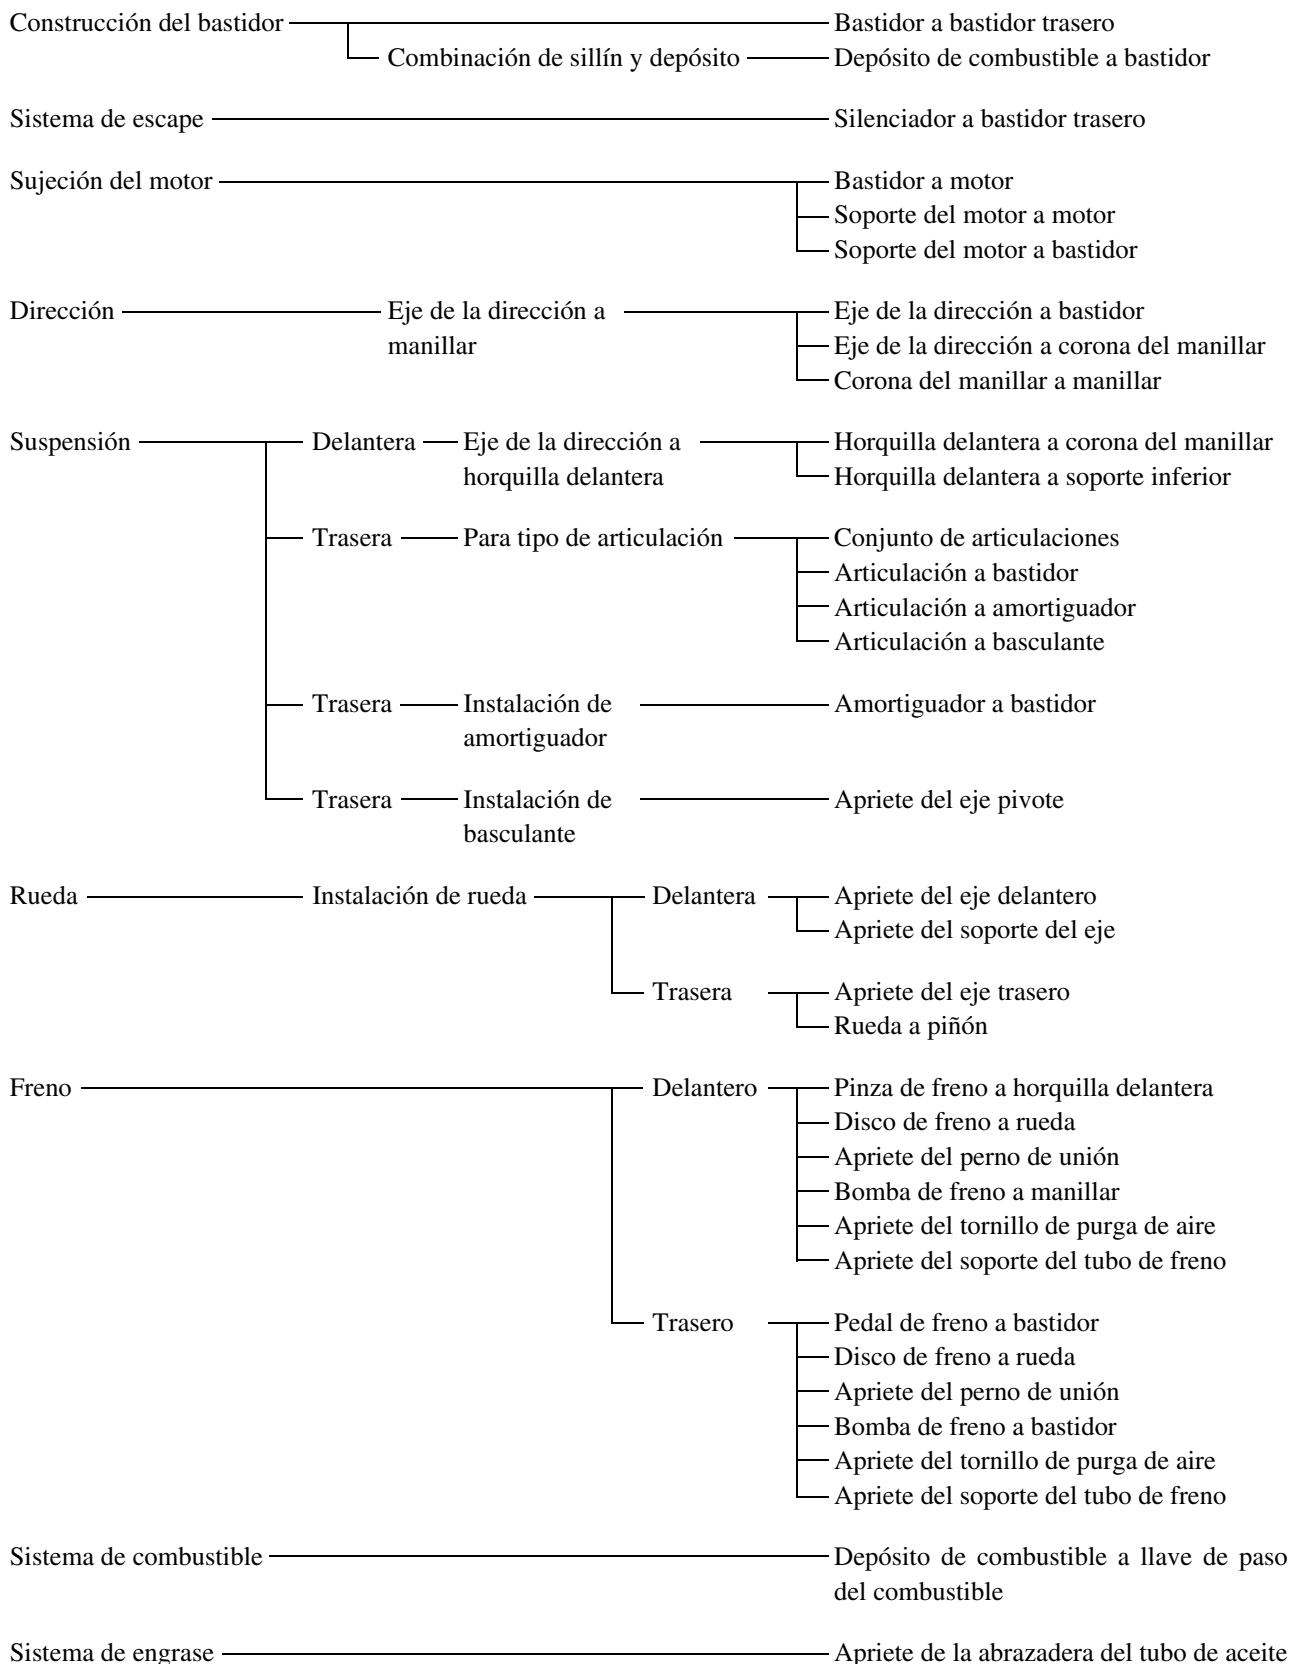 Construcción del bastidor Bastidor a bastidor trasero
Combinación de sillín y depósito Depósito de combustible a bastidor
Sistema de escape Silenciador a bastidor trasero
Sujeción del motor Bastidor a motor
Soporte del motor a motor
Soporte del motor a bastidor
Dirección Eje de la dirección a Eje de la dirección a bastidor
manillar Eje de la dirección a corona del manillar
Corona del manillar a manillar
Suspensión Delantera Eje de la dirección a Horquilla delantera a corona del manillar
horquilla delantera Horquilla delantera a soporte inferior
Trasera Para tipo de articulación Conjunto de articulaciones
Articulación a bastidor
Articulación a amortiguador
Articulación a basculante
Trasera Instalación de Amortiguador a bastidor
amortiguador
Trasera Instalación de Apriete del eje pivote
basculante
Rueda Instalación de rueda Delantera Apriete del eje delantero
Apriete del soporte del eje
Trasera Apriete del eje trasero
Rueda a piñón
Freno Delantero Pinza de freno a horquilla delantera
Disco de freno a rueda
Apriete del perno de unión
Bomba de freno a manillar
Apriete del tornillo de purga de aire
Apriete del soporte del tubo de freno
Trasero Pedal de freno a bastidor
Disco de freno a rueda
Apriete del perno de unión
Bomba de freno a bastidor
Apriete del tornillo de purga de aire
Apriete del soporte del tubo de freno
Sistema de combustible Depósito de combustible a llave de paso
del combustible
Sistema de engrase Apriete de la abrazadera del tubo de aceite